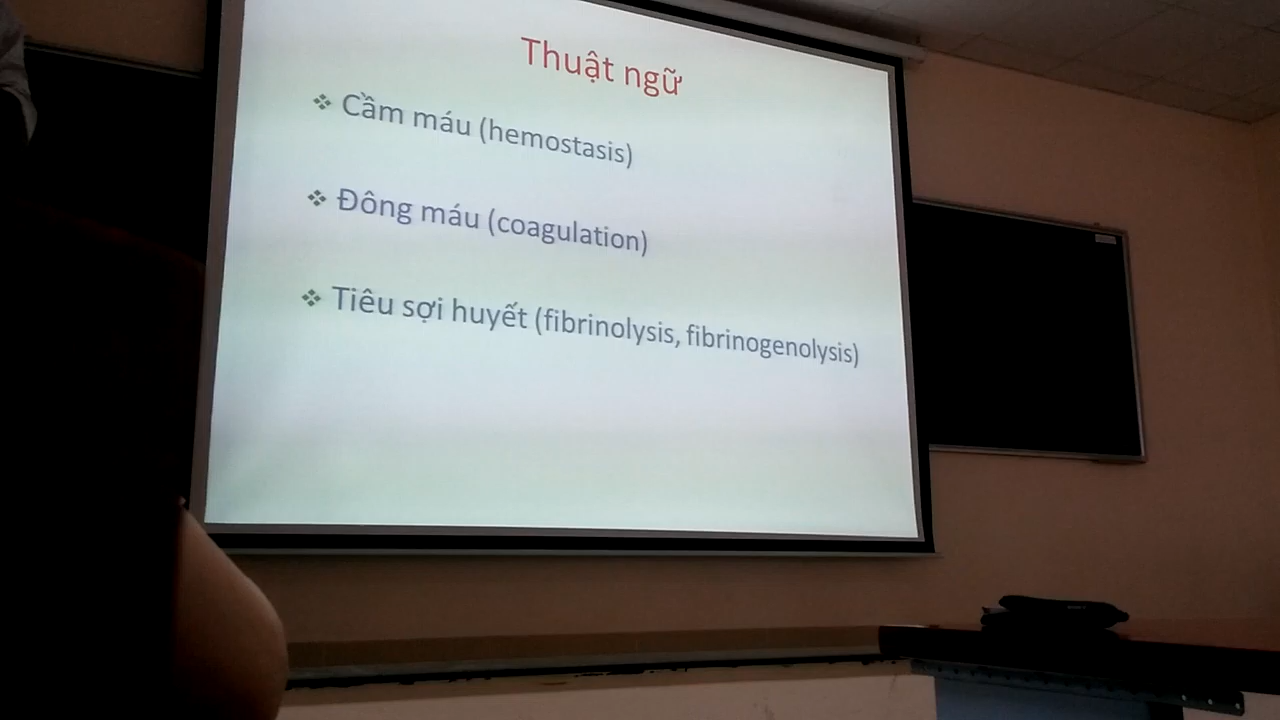 Thuật ngữ
❖ Cầm máu (hemostasis)
❖ Đông máu (coagulation)
❖ Tiêu sợi huyết (fibrinolysis, fibrinogenolysis)